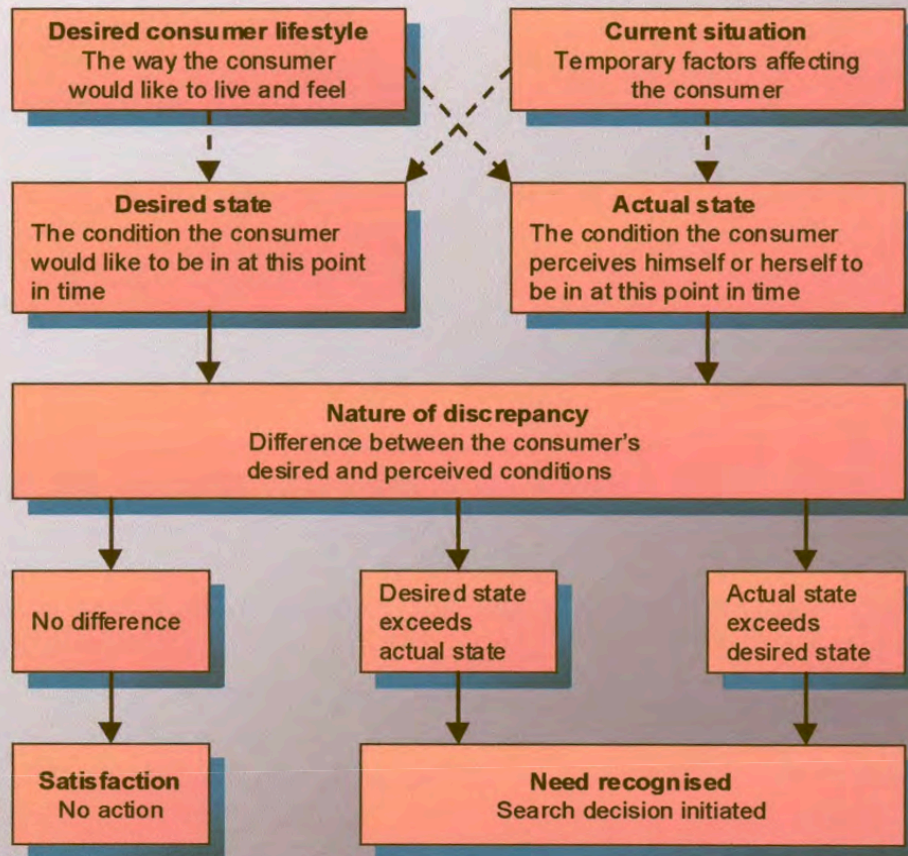 Desired consumer lifestyle
The way the consumer
would like to live and feel
Current situation
Temporary factors affecting
the consumer
Desired state
The condition the consumer
would like to be in at this point
in time
Actual state
The condition the consumer
perceives himself or herself to
be in at this point in time
Nature of discrepancy
Difference between the consumer's
desired and perceived conditions
No difference
Desired state
exceeds
actual state
Actual state
exceeds
desired state
Satisfaction
No action
Need recognised
Search decision initiated